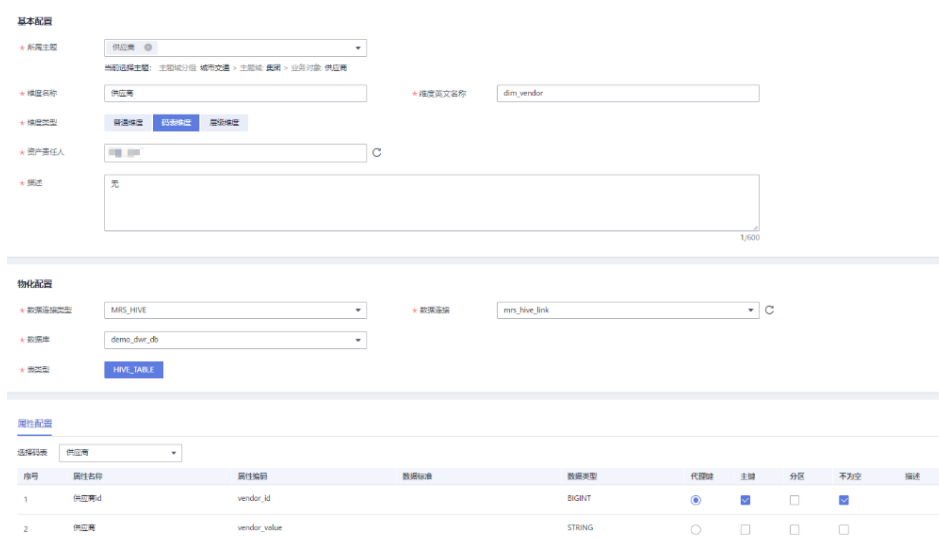 基本配置
* 所属主题 供应商
当前选择主题： 主题域分组: 城市交通 > 主题域: 集团 > 业务对象: 供应商
* 维度名称 供应商 * 维度英文名称 dim_vendor
* 维度类型 普通维度 码表维度 层级维度
* 资产责任人
* 描述 无
1/600
物化配置
* 数据连接类型 MRS_HIVE * 数据连接 mrs_hive_link
* 数据库 demo_dwr_db
* 表类型 HIVE_TABLE
属性配置
选择码表 供应商
序号 属性名称 属性编码 数据标准 数据类型 代理键 主键 分区 不为空 描述
1 供应商id vendor_id BIGINT
2 供应商 vendor_value STRING